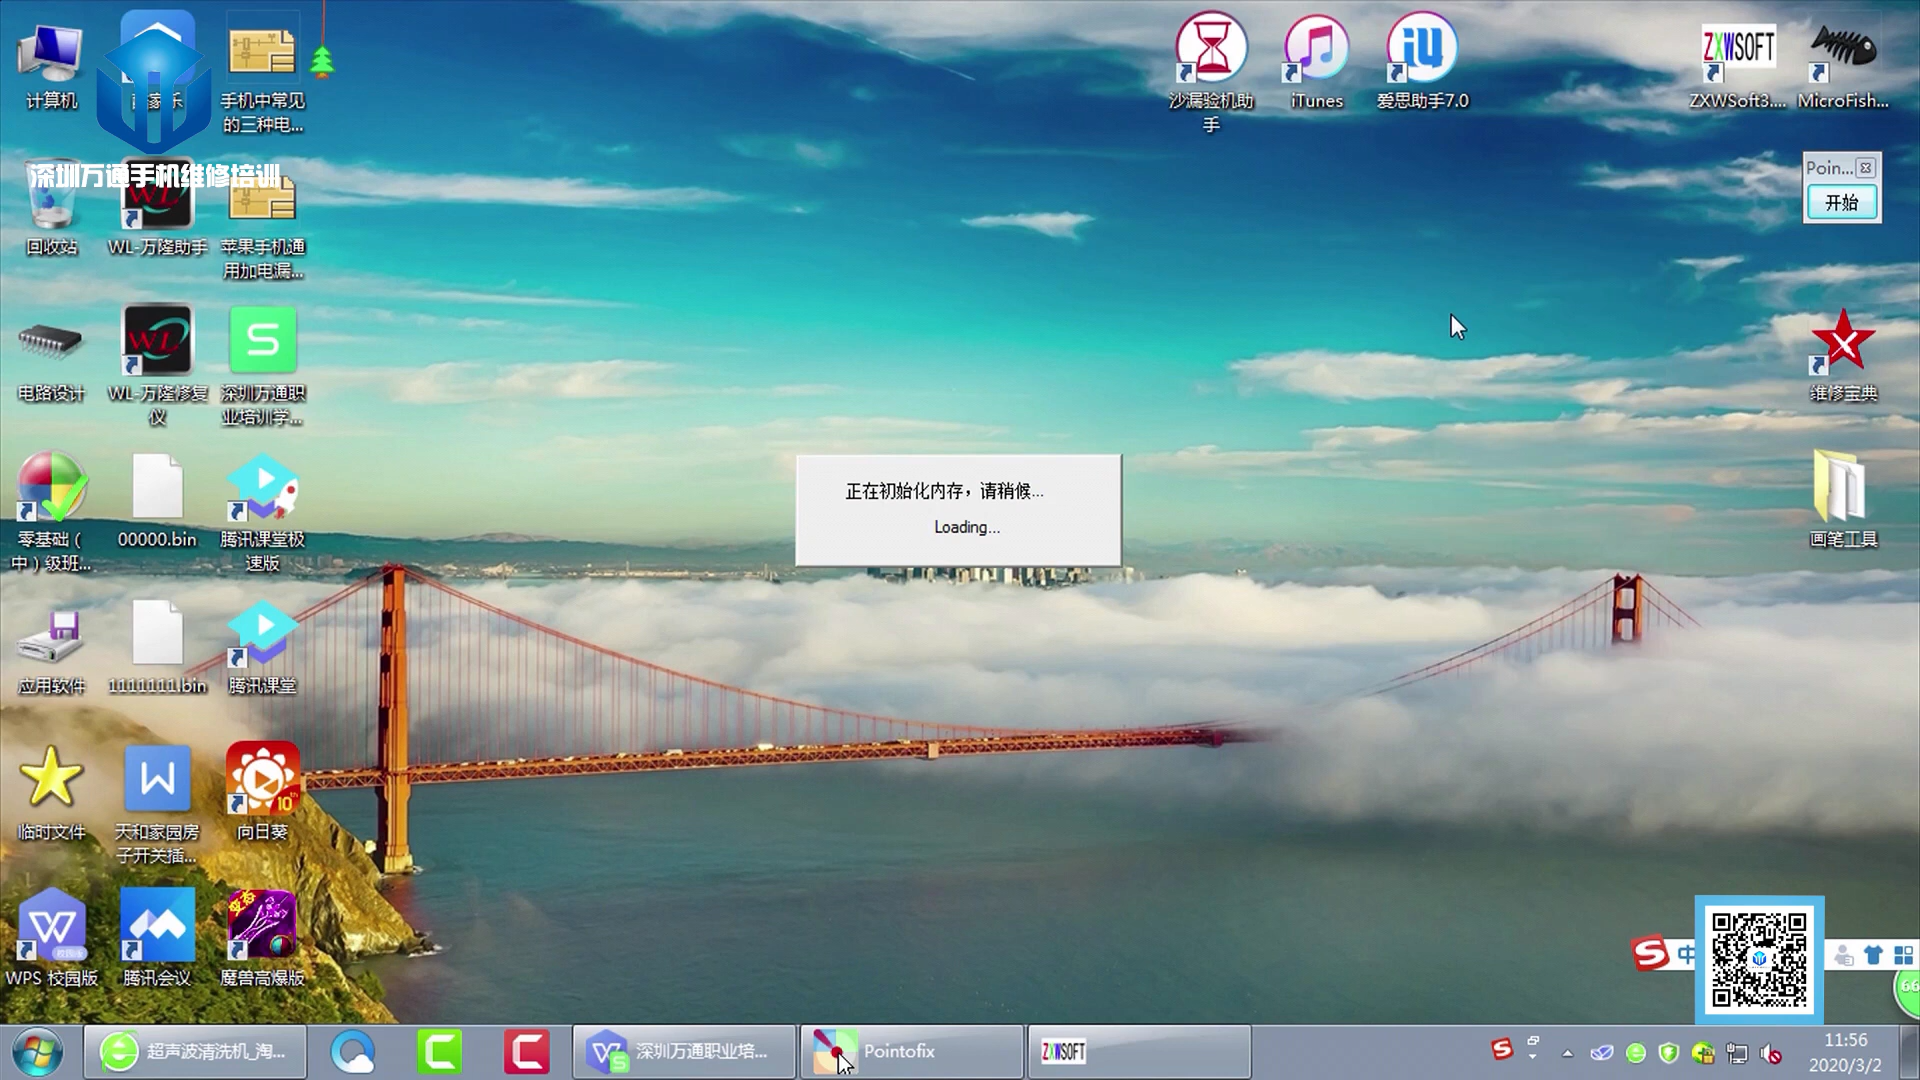 计算机
手机中常见
的三种电...
沙漏验机助
手
iTunes
爱思助手7.0
ZXWSOFT
ZXWSoft3....
MicroFish...
深圳万通手机维修培训
Poin...
开始
回收站
WL
WL-万隆助手
苹果手机通
用加电漏...
电路设计
WL
WL-万隆修复
仪
S
深圳万通职
业培训学...
维修宝典
正在初始化内存，请稍候...
Loading...
零基础（
中）级班...
00000.bin
腾讯课堂极
速版
画笔工具
应用软件
1111111.bin
腾讯课堂
临时文件
W
天和家园房
子开关插...
10
向日葵
WPS 校园版
腾讯会议
魔兽高爆版
S
中
66
超声波清洗机_淘...
深圳万通职业培...
Pointofix
ZXWSOFT
11:56
2020/3/2